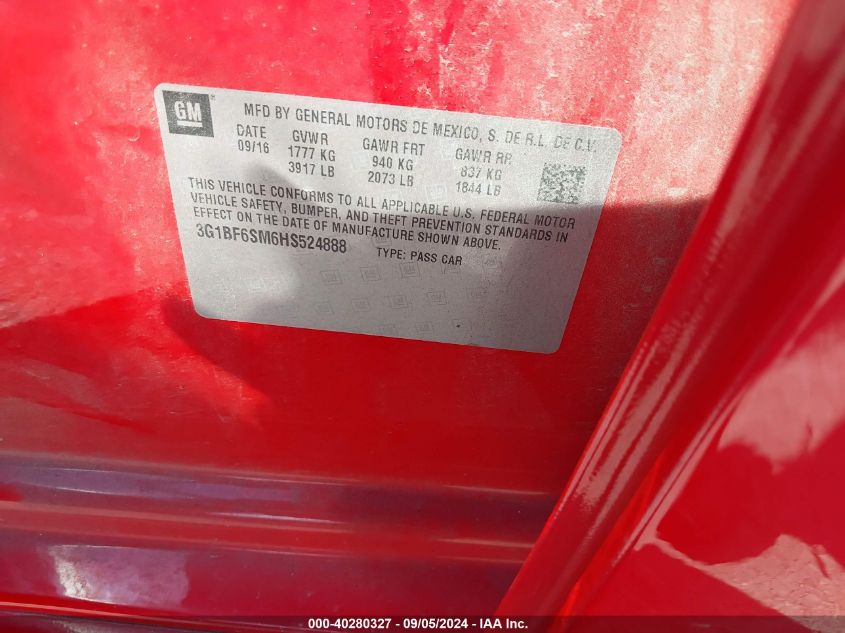 GM
MFD BY GENERAL MOTORS DE MEXICO, S. DE R.L. DE C.V.
DATE GVWR GAWR FRT GAWR RR
09/16 1777 KG 940 KG 837 KG
3917 LB 2073 LB 1844 LB
THIS VEHICLE CONFORMS TO ALL APPLICABLE U.S. FEDERAL MOTOR
VEHICLE SAFETY, BUMPER, AND THEFT PREVENTION STANDARDS IN
EFFECT ON THE DATE OF MANUFACTURE SHOWN ABOVE.
3G1BF6SM6HS524888 TYPE: PASS CAR
000-40280327 - 09/05/2024 - IAA Inc.